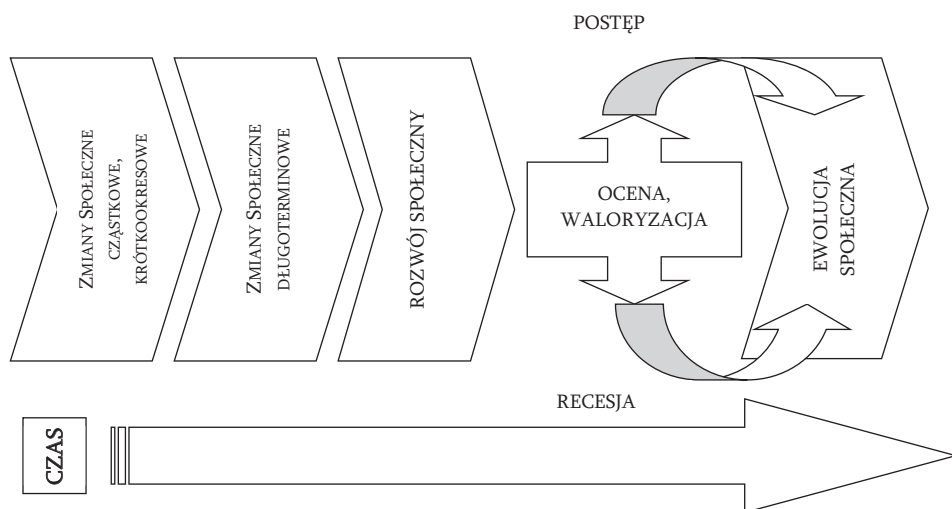 POSTĘP
ZMIANY SPOŁECZNE
CZĄSTKOWE,
KRÓTKOOKRESOWE
ZMIANY SPOŁECZNE
DŁUGOTERMINOWE
ROZWÓJ SPOŁECZNY
OCENA,
WALORYZACJA
EWOLUCJA
SPOŁECZNA
RECESJA
CZAS